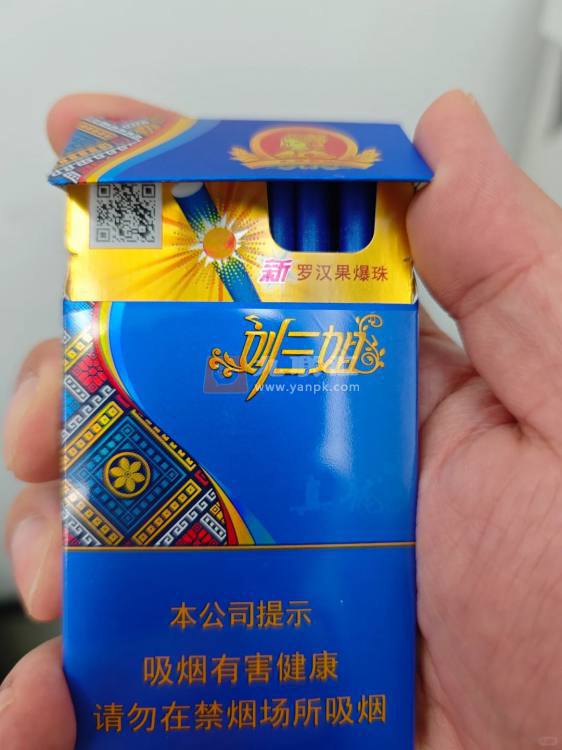 新 罗汉果爆珠
刘三姐
www.yanpk.com
本公司提示
吸烟有害健康
请勿在禁烟场所吸烟